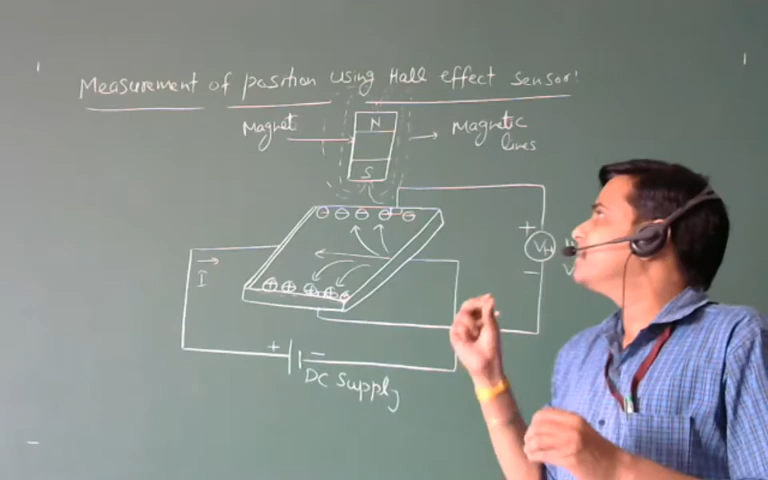 Measurement of position using Hall effect sensor:
Magnet
N
Magnetic
lines
S
⊖ ⊖ ⊖ ⊖ ⊖
+
VH
V
I
⊕ ⊕ ⊕ ⊕ ⊕
−
+ −
DC Supply